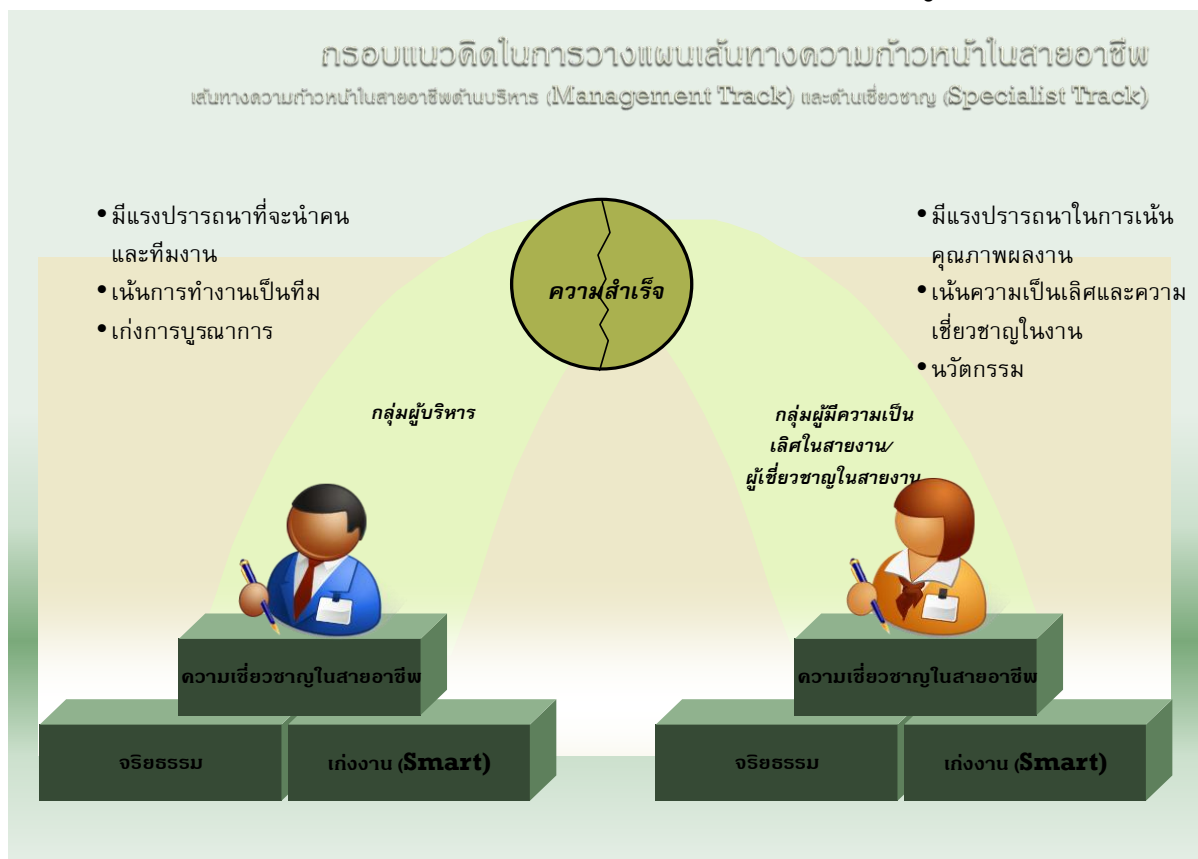 กรอบแนวคิดในการวางแผนเส้นทางความก้าวหน้าในสายอาชีพ
เส้นทางความก้าวหน้าในสายอาชีพด้านบริหาร (Management Track) และด้านเชี่ยวชาญ (Specialist Track)
• มีแรงปรารถนาที่จะนำคน
และทีมงาน
• เน้นการทำงานเป็นทีม
• เก่งการบูรณาการ
ความสำเร็จ
• มีแรงปรารถนาในการเน้น
คุณภาพผลงาน
• เน้นความเป็นเลิศและความ
เชี่ยวชาญในงาน
• นวัตกรรม
กลุ่มผู้บริหาร
กลุ่มผู้มีความเป็น
เลิศในสายงาน/
ผู้เชี่ยวชาญในสายงาน
ความเชี่ยวชาญในสายอาชีพ
จริยธรรม
เก่งงาน (Smart)
ความเชี่ยวชาญในสายอาชีพ
จริยธรรม
เก่งงาน (Smart)